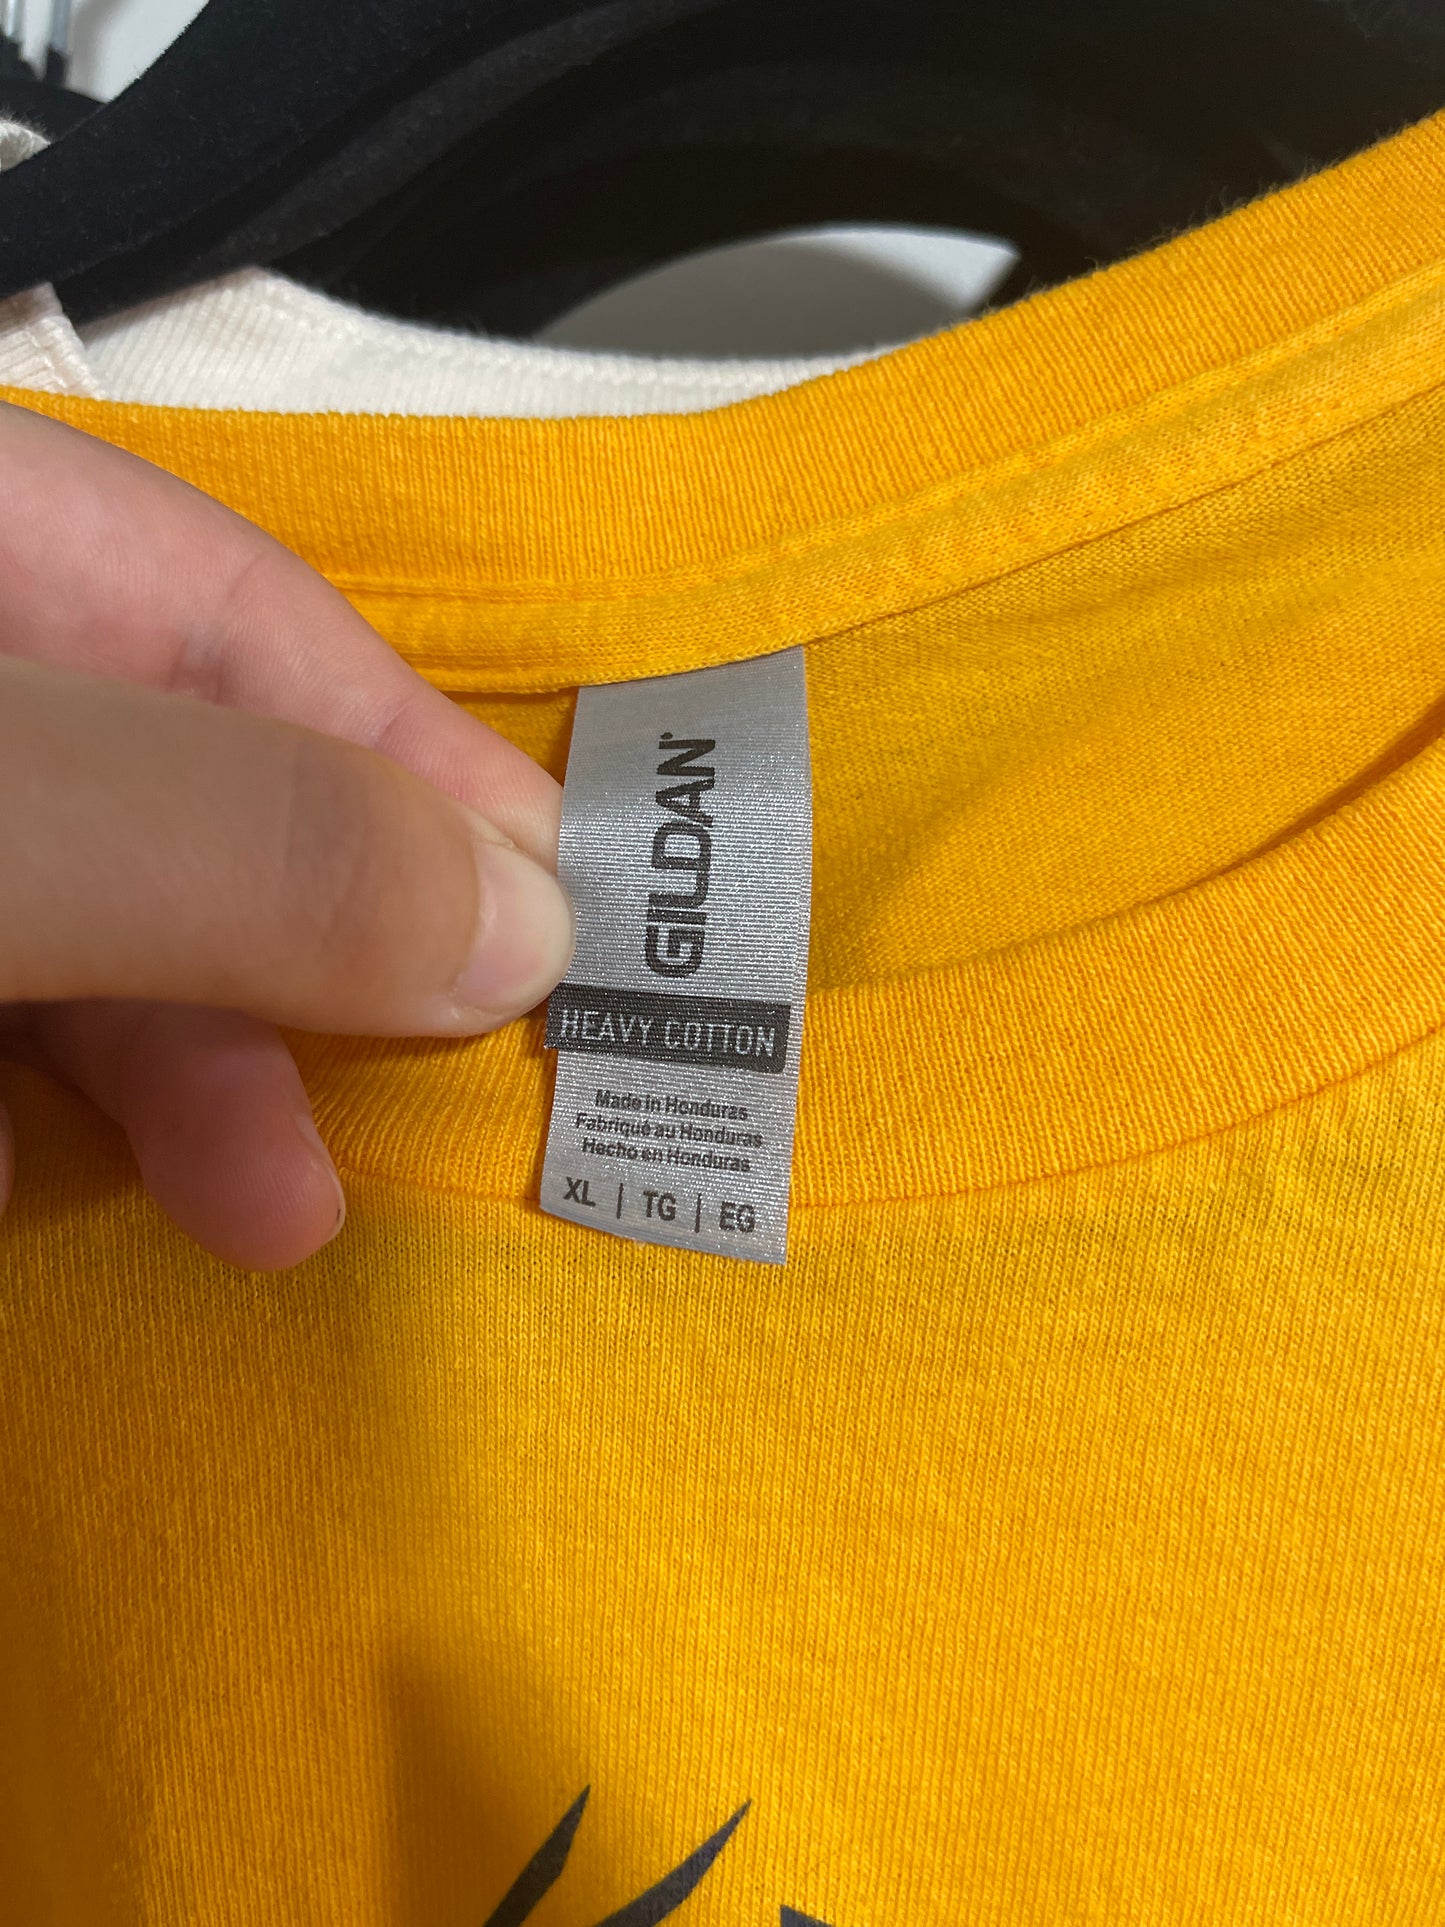 GILDAN®
HEAVY COTTON
Made in Honduras
Fabriqué au Honduras
Hecho en Honduras
XL | TG | EG